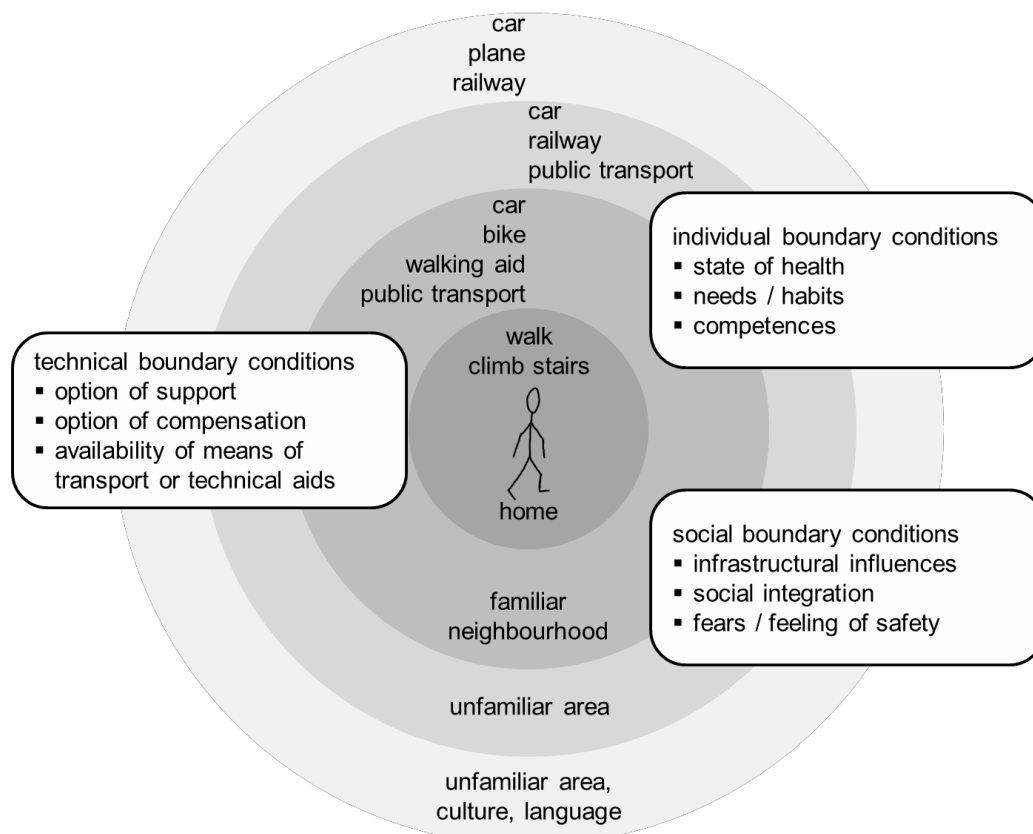 car
plane
railway
car
railway
public transport
car
bike
walking aid
public transport
individual boundary conditions
▪ state of health
▪ needs / habits
▪ competences
walk
climb stairs
technical boundary conditions
▪ option of support
▪ option of compensation
▪ availability of means of
transport or technical aids
home
social boundary conditions
▪ infrastructural influences
▪ social integration
▪ fears / feeling of safety
familiar
neighbourhood
unfamiliar area
unfamiliar area,
culture, language